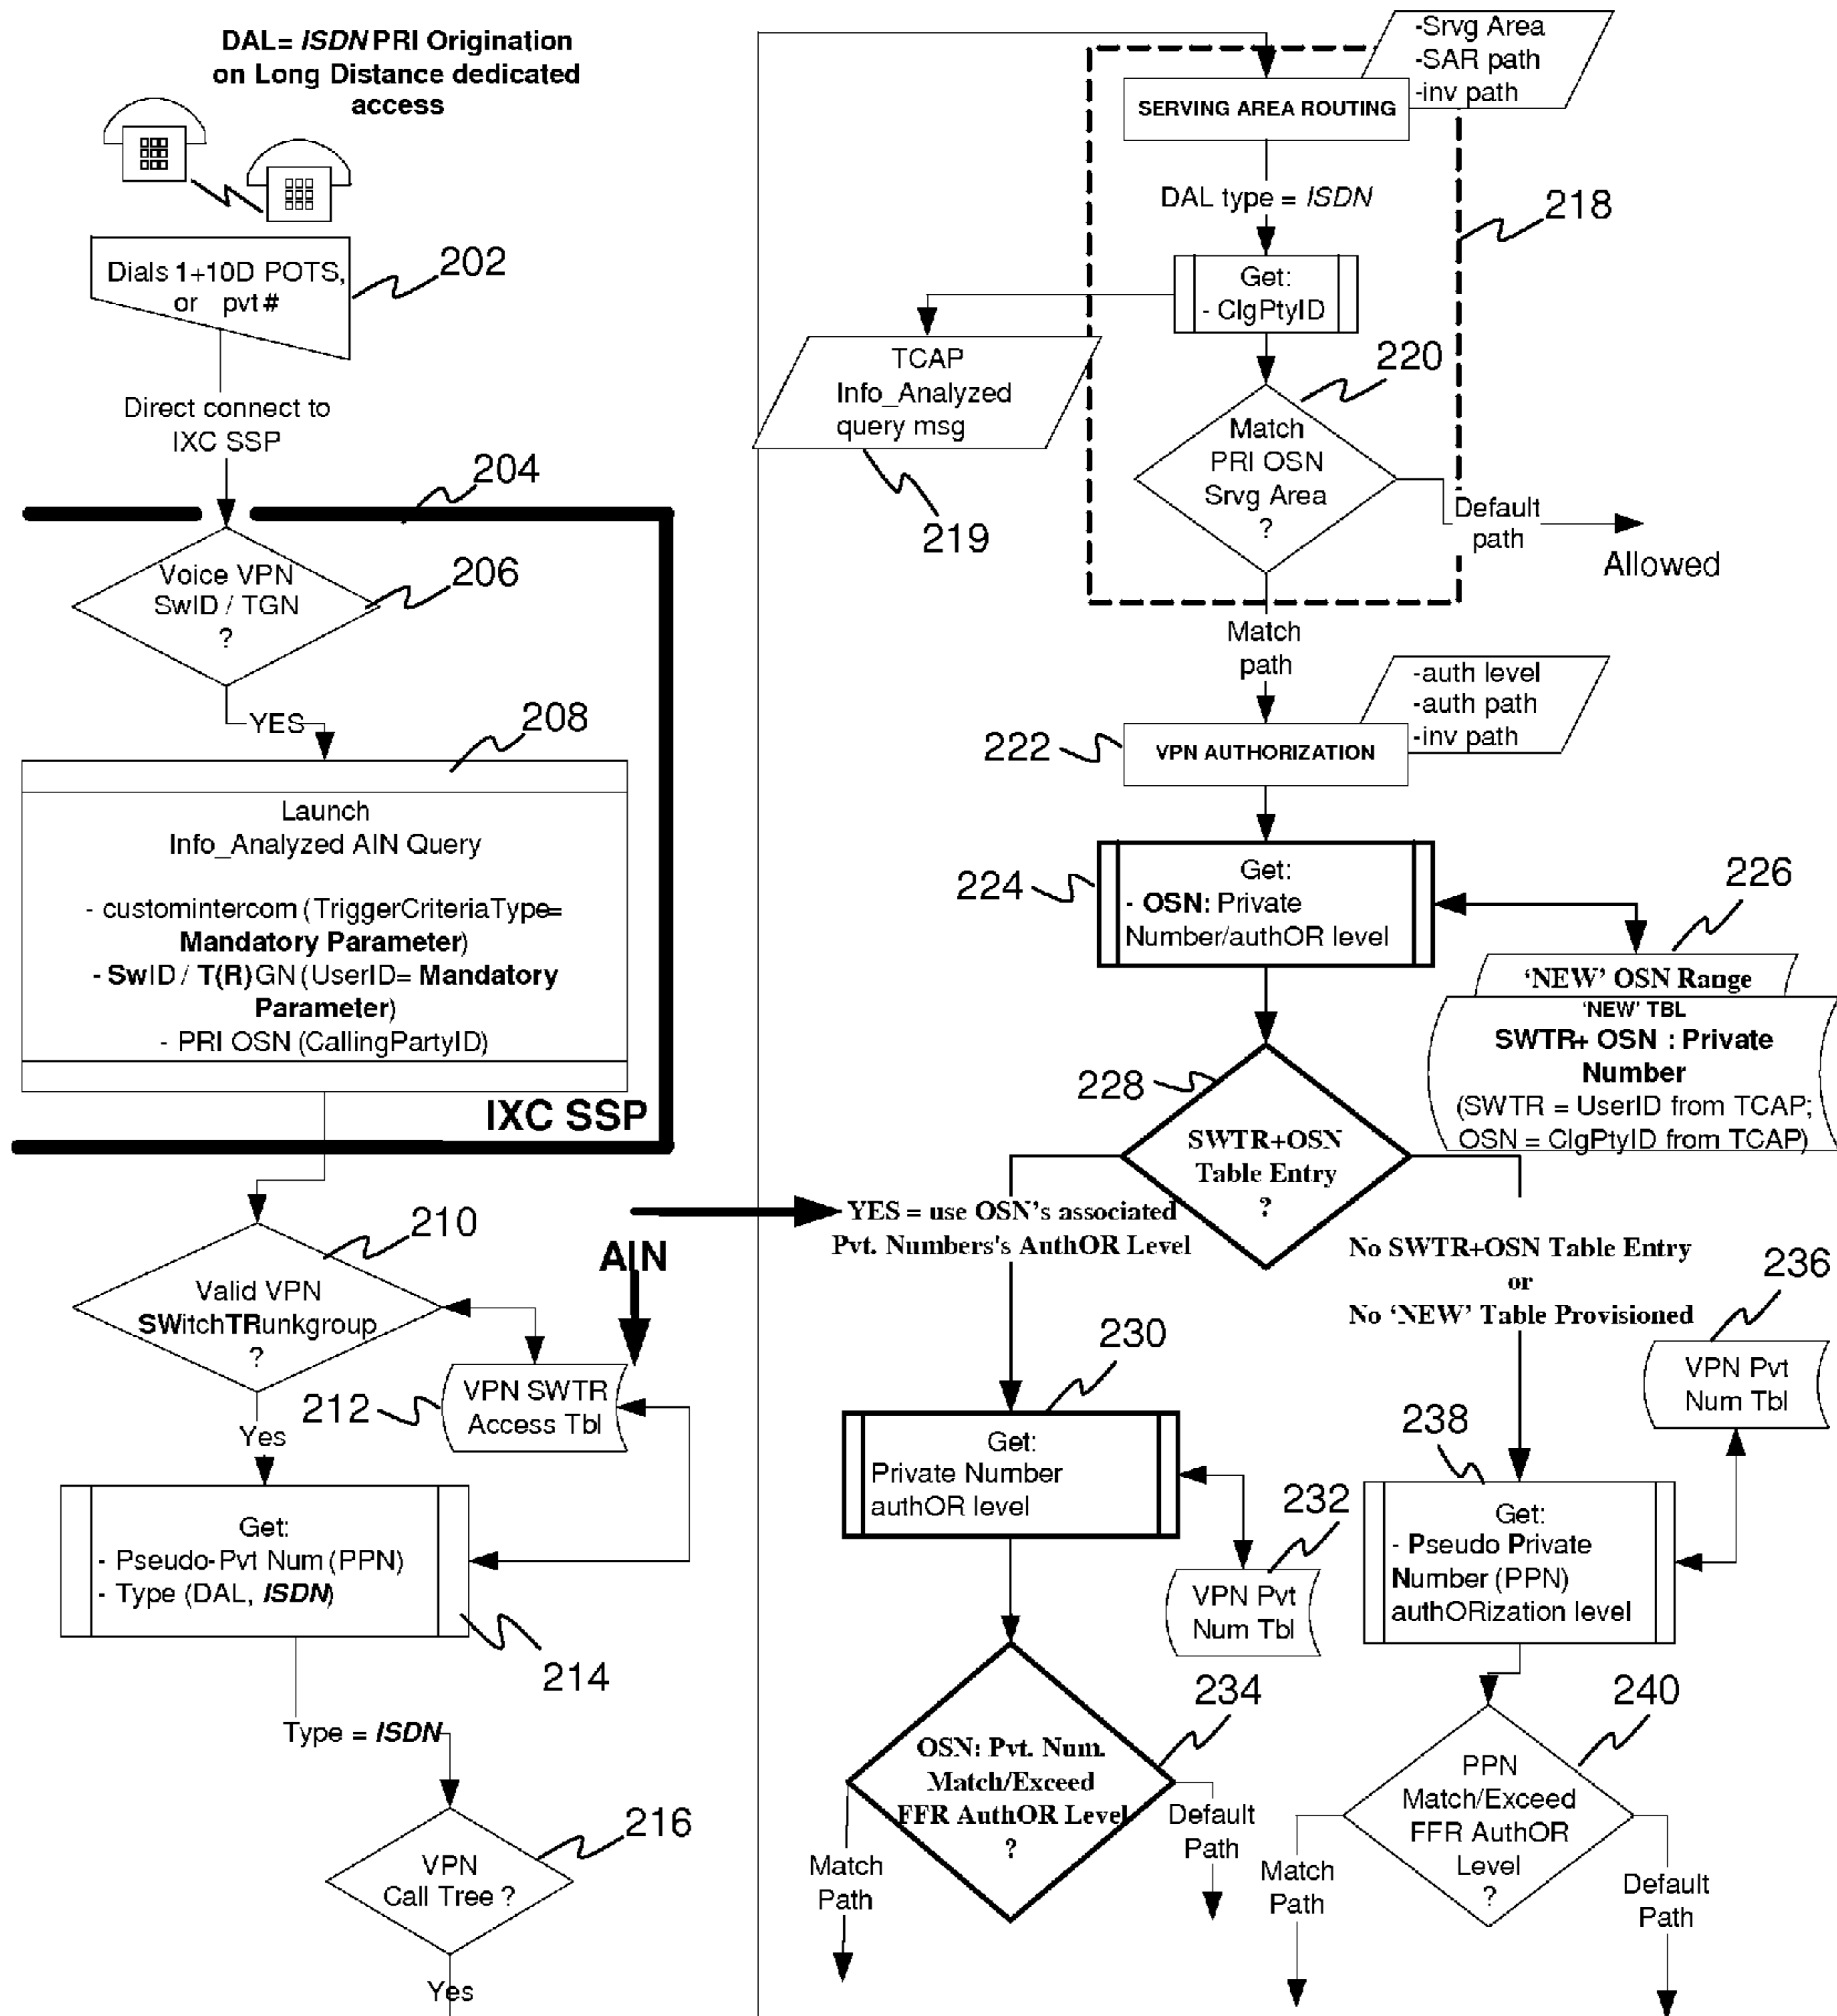 DAL= ISDN PRI Origination
on Long Distance dedicated
access
202
Dials 1+10D POTS,
or pvt #
Direct connect to
IXC SSP
204
Voice VPN
SwID / TGN
?
206
YES
208
Launch
Info_Analyzed AIN Query
- customintercom (TriggerCriteriaType=
Mandatory Parameter)
- SwID / T(R)GN (UserID= Mandatory
Parameter)
- PRI OSN (CallingPartyID)
IXC SSP
210
Valid VPN
SWitchTRunkgroup
?
AIN
212
VPN SWTR
Access Tbl
Yes
Get:
- Pseudo-Pvt Num (PPN)
- Type (DAL, ISDN)
214
Type = ISDN
216
VPN
Call Tree ?
Yes
-Srvg Area
-SAR path
-inv path
SERVING AREA ROUTING
DAL type = ISDN
218
Get:
- ClgPtyID
TCAP
Info_Analyzed
query msg
219
220
Match
PRI OSN
Srvg Area
?
Default
path
Allowed
Match
path
-auth level
-auth path
-inv path
222
VPN AUTHORIZATION
224
Get:
- OSN: Private
Number/authOR level
226
‘NEW’ OSN Range
‘NEW’ TBL
SWTR+ OSN : Private
Number
(SWTR = UserID from TCAP;
OSN = ClgPtyID from TCAP)
228
SWTR+OSN
Table Entry
?
YES = use OSN’s associated
Pvt. Numbers's AuthOR Level
No SWTR+OSN Table Entry
or
No ‘NEW’ Table Provisioned
230
Get:
Private Number
authOR level
232
VPN Pvt
Num Tbl
234
OSN: Pvt. Num.
Match/Exceed
FFR AuthOR Level
?
Match
Path
Default
Path
236
VPN Pvt
Num Tbl
238
Get:
- Pseudo Private
Number (PPN)
authORization level
240
PPN
Match/Exceed
FFR AuthOR
Level
?
Match
Path
Default
Path